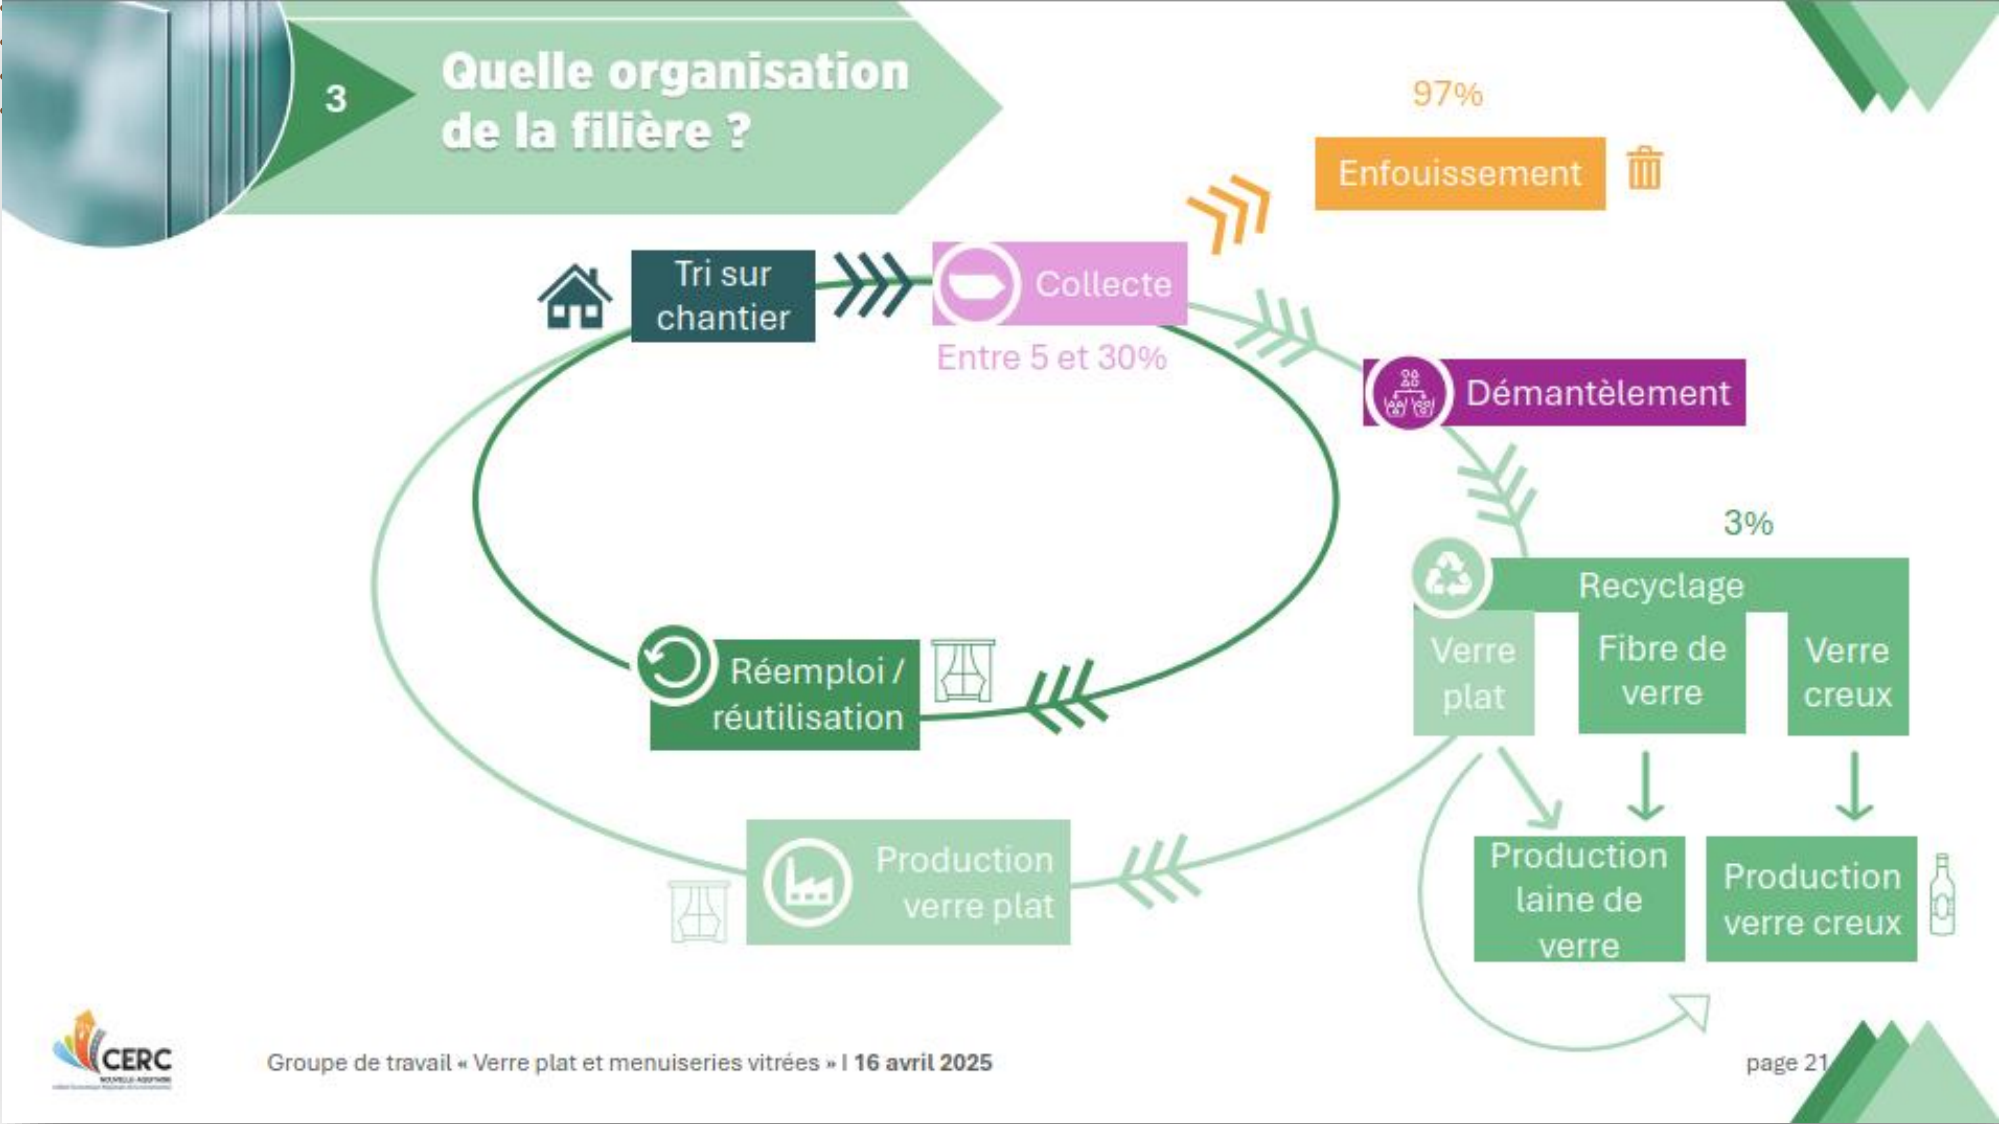 3
Quelle organisation
de la filière ?
97%
Enfouissement
Tri sur
chantier
Collecte
Entre 5 et 30%
Démantèlement
3%
Recyclage
Verre
plat
Fibre de
verre
Verre
creux
Réemploi /
réutilisation
Production
verre plat
Production
laine de
verre
Production
verre creux
CERC
NOUVELLE-AQUITAINE
Groupe de travail « Verre plat et menuiseries vitrées » I 16 avril 2025
page 21